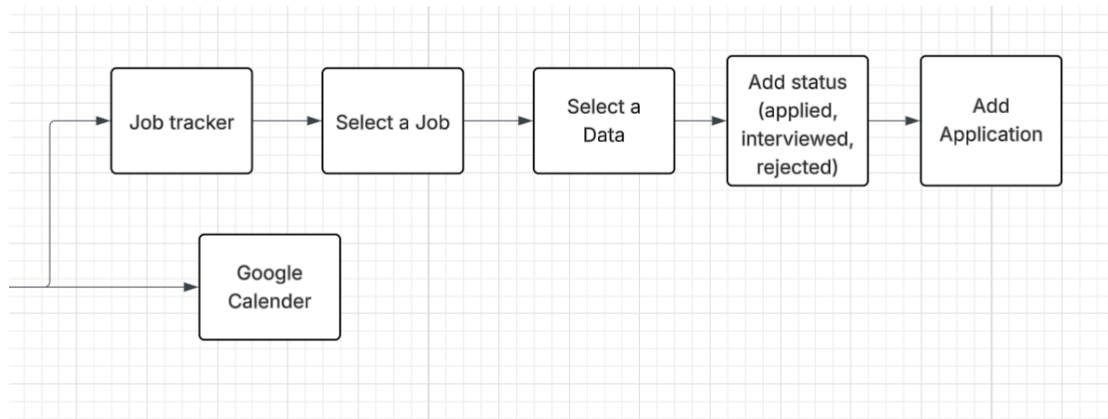 Job tracker
Select a Job
Select a
Data
Add status
(applied,
interviewed,
rejected)
Add
Application
Google
Calender